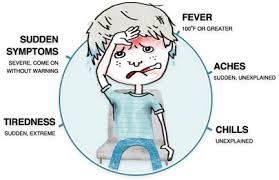 FEVER
100°F OR GREATER
SUDDEN
SYMPTOMS
SEVERE, COME ON
WITHOUT WARNING
ACHES
SUDDEN, UNEXPLAINED
TIREDNESS
SUDDEN, EXTREME
CHILLS
UNEXPLAINED